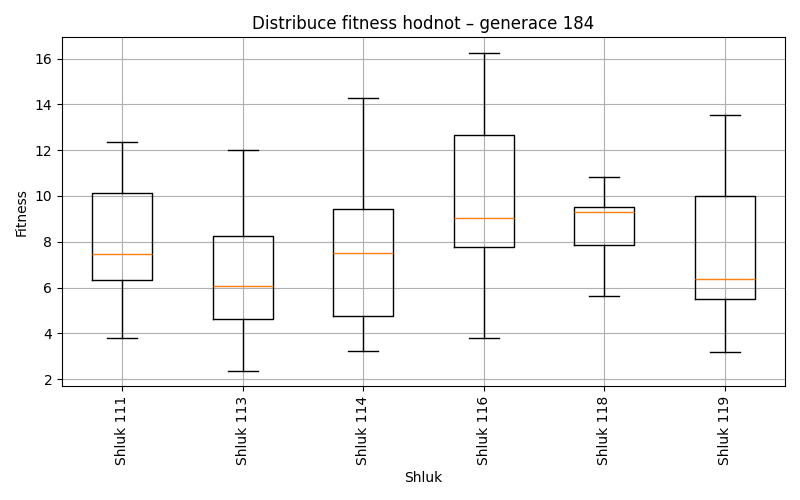 Distribuce fitness hodnot – generace 184
Fitness
16
14
12
10
8
6
4
2
Shluk 111
Shluk 113
Shluk 114
Shluk 116
Shluk 118
Shluk 119
Shluk